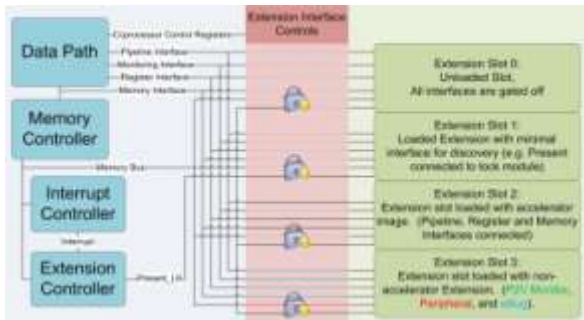 Extension Interface
Controls
Coprocessor Control Registers
Data Path
Pipeline Interface
Monitoring Interface
Register Interface
Memory Interface
Extension Slot 0:
Unloaded Slot,
All interfaces are gated off
Memory
Controller
Memory Bus
Extension Slot 1:
Loaded Extension with minimal
interface for discovery (e.g. Present
connected to lock module)
Interrupt
Controller
Interrupt
Extension Slot 2:
Extension slot loaded with accelerator
image. (Pipeline, Register and Memory
Interfaces connected)
Extension
Controller
Extension Slot 3:
Extension slot loaded with non-
accelerator Extension. (
Monitor,
Peripheral, and